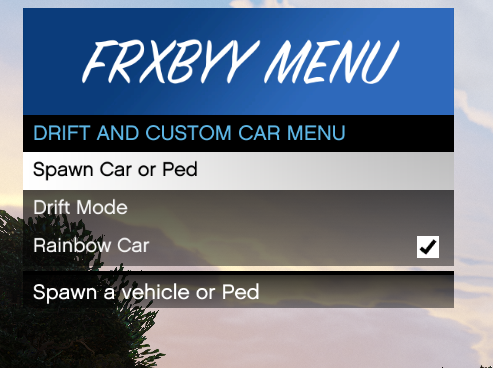 FRXBYY MENU
DRIFT AND CUSTOM CAR MENU
Spawn Car or Ped
Drift Mode
Rainbow Car
Spawn a vehicle or Ped